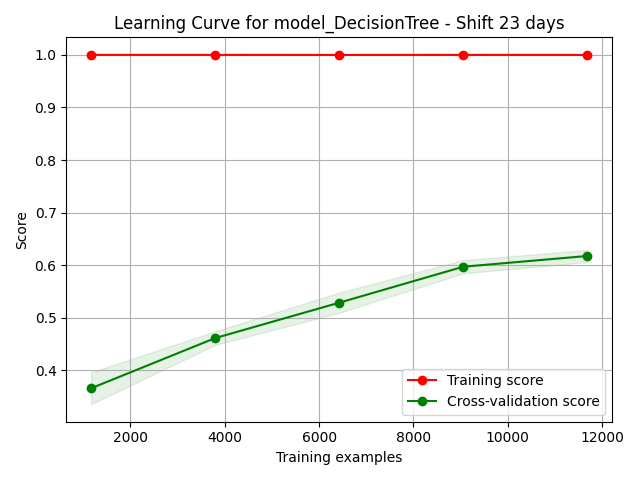 Learning Curve for model_DecisionTree - Shift 23 days
1.0
0.9
0.8
0.7
0.6
0.5
0.4
Score
Training score
Cross-validation score
2000 4000 6000 8000 10000 12000
Training examples